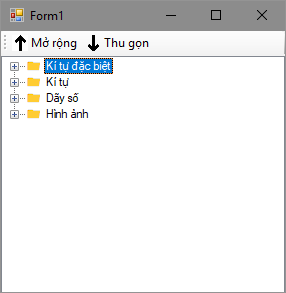 Form1
Mở rộng Thu gọn
Kí tự đặc biệt
Kí tự
Dãy số
Hình ảnh